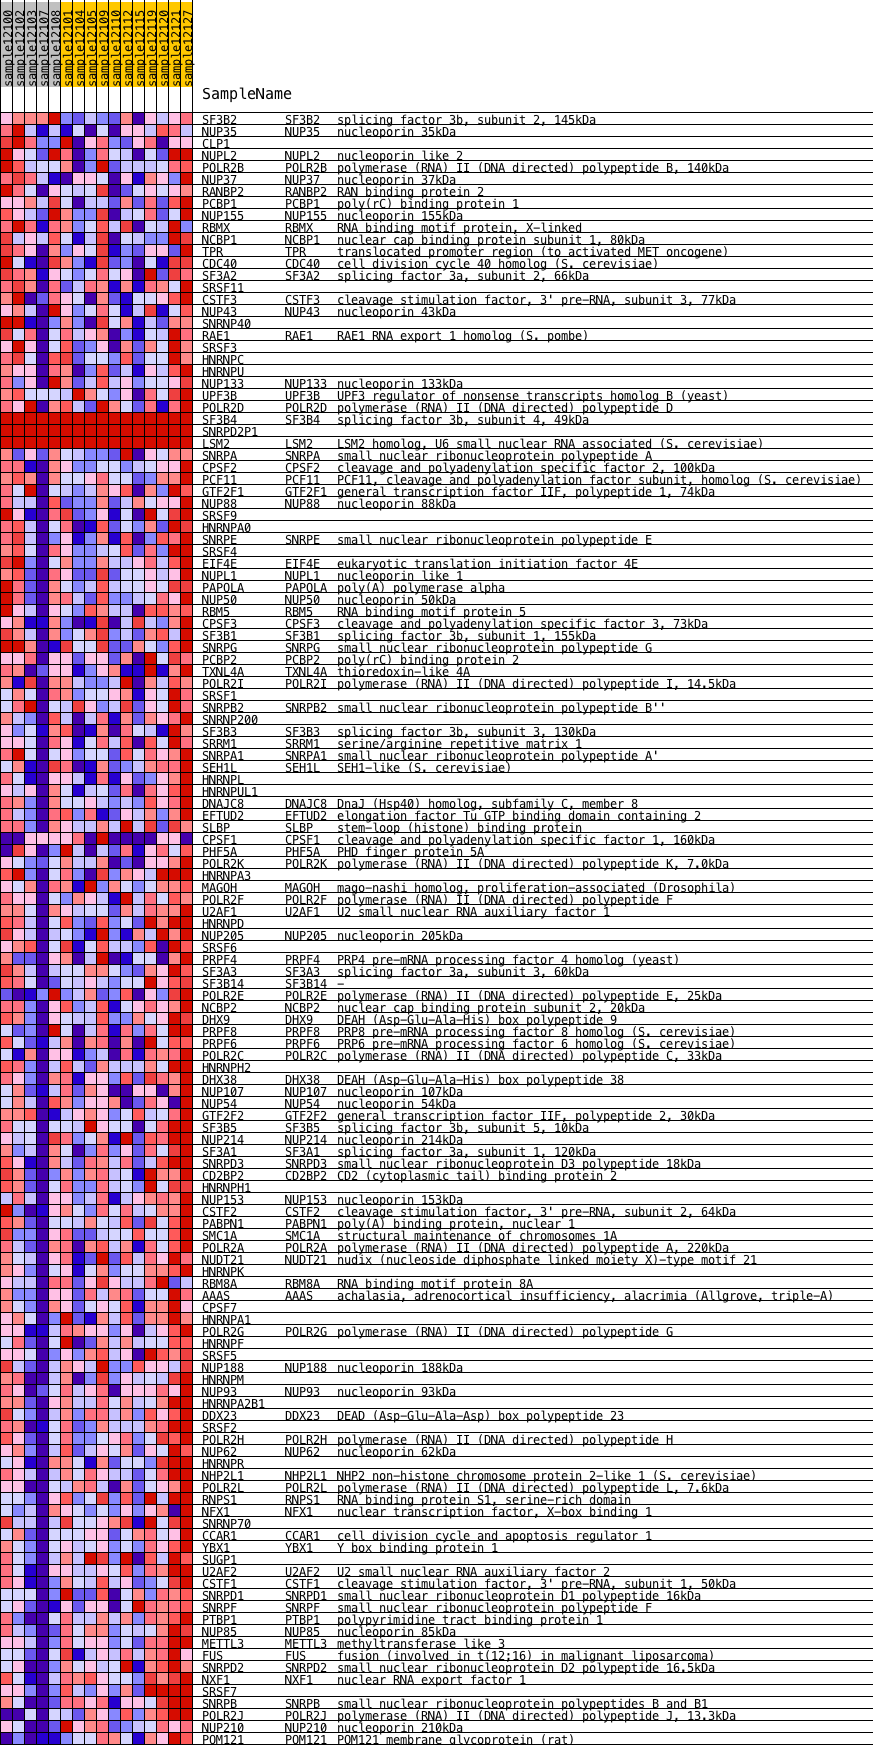 sample12100
sample12102
sample12103
sample12107
sample12108
sample12101
sample12104
sample12105
sample12109
sample12110
sample12112
sample12115
sample12119
sample12120
sample12121
sample12127
SampleName
SF3B2 SF3B2 splicing factor 3b, subunit 2, 145kDa
NUP35 NUP35 nucleoporin 35kDa
CLP1
NUPL2 NUPL2 nucleoporin like 2
POLR2B POLR2B polymerase (RNA) II (DNA directed) polypeptide B, 140kDa
NUP37 NUP37 nucleoporin 37kDa
RANBP2 RANBP2 RAN binding protein 2
PCBP1 PCBP1 poly(rC) binding protein 1
NUP155 NUP155 nucleoporin 155kDa
RBMX RBMX RNA binding motif protein, X-linked
NCBP1 NCBP1 nuclear cap binding protein subunit 1, 80kDa
TPR TPR translocated promoter region (to activated MET oncogene)
CDC40 CDC40 cell division cycle 40 homolog (S. cerevisiae)
SF3A2 SF3A2 splicing factor 3a, subunit 2, 66kDa
SRSF11
CSTF3 CSTF3 cleavage stimulation factor, 3' pre-RNA, subunit 3, 77kDa
NUP43 NUP43 nucleoporin 43kDa
SNRNP40
RAE1 RAE1 RAE1 RNA export 1 homolog (S. pombe)
SRSF3
HNRNPC
HNRNPU
NUP133 NUP133 nucleoporin 133kDa
UPF3B UPF3B UPF3 regulator of nonsense transcripts homolog B (yeast)
POLR2D POLR2D polymerase (RNA) II (DNA directed) polypeptide D
SF3B4 SF3B4 splicing factor 3b, subunit 4, 49kDa
SNRPD2P1
LSM2 LSM2 LSM2 homolog, U6 small nuclear RNA associated (S. cerevisiae)
SNRPA SNRPA small nuclear ribonucleoprotein polypeptide A
CPSF2 CPSF2 cleavage and polyadenylation specific factor 2, 100kDa
PCF11 PCF11 PCF11, cleavage and polyadenylation factor subunit, homolog (S. cerevisiae)
GTF2F1 GTF2F1 general transcription factor IIF, polypeptide 1, 74kDa
NUP88 NUP88 nucleoporin 88kDa
SRSF9
HNRNPA0
SNRPE SNRPE small nuclear ribonucleoprotein polypeptide E
SRSF4
EIF4E EIF4E eukaryotic translation initiation factor 4E
NUPL1 NUPL1 nucleoporin like 1
PAPOLA PAPOLA poly(A) polymerase alpha
NUP50 NUP50 nucleoporin 50kDa
RBM5 RBM5 RNA binding motif protein 5
CPSF3 CPSF3 cleavage and polyadenylation specific factor 3, 73kDa
SF3B1 SF3B1 splicing factor 3b, subunit 1, 155kDa
SNRPG SNRPG small nuclear ribonucleoprotein polypeptide G
PCBP2 PCBP2 poly(rC) binding protein 2
TXNL4A TXNL4A thioredoxin-like 4A
POLR2I POLR2I polymerase (RNA) II (DNA directed) polypeptide I, 14.5kDa
SRSF1
SNRPB2 SNRPB2 small nuclear ribonucleoprotein polypeptide B''
SNRNP200
SF3B3 SF3B3 splicing factor 3b, subunit 3, 130kDa
SRRM1 SRRM1 serine/arginine repetitive matrix 1
SNRPA1 SNRPA1 small nuclear ribonucleoprotein polypeptide A'
SEH1L SEH1L SEH1-like (S. cerevisiae)
HNRNPL
HNRNPUL1
DNAJC8 DNAJC8 DnaJ (Hsp40) homolog, subfamily C, member 8
EFTUD2 EFTUD2 elongation factor Tu GTP binding domain containing 2
SLBP SLBP stem-loop (histone) binding protein
CPSF1 CPSF1 cleavage and polyadenylation specific factor 1, 160kDa
PHF5A PHF5A PHD finger protein 5A
POLR2K POLR2K polymerase (RNA) II (DNA directed) polypeptide K, 7.0kDa
HNRNPA3
MAGOH MAGOH mago-nashi homolog, proliferation-associated (Drosophila)
POLR2F POLR2F polymerase (RNA) II (DNA directed) polypeptide F
U2AF1 U2AF1 U2 small nuclear RNA auxiliary factor 1
HNRNPD
NUP205 NUP205 nucleoporin 205kDa
SRSF6
PRPF4 PRPF4 PRP4 pre-mRNA processing factor 4 homolog (yeast)
SF3A3 SF3A3 splicing factor 3a, subunit 3, 60kDa
SF3B14 SF3B14 –
POLR2E POLR2E polymerase (RNA) II (DNA directed) polypeptide E, 25kDa
NCBP2 NCBP2 nuclear cap binding protein subunit 2, 20kDa
DHX9 DHX9 DEAH (Asp-Glu-Ala-His) box polypeptide 9
PRPF8 PRPF8 PRP8 pre-mRNA processing factor 8 homolog (S. cerevisiae)
PRPF6 PRPF6 PRP6 pre-mRNA processing factor 6 homolog (S. cerevisiae)
POLR2C POLR2C polymerase (RNA) II (DNA directed) polypeptide C, 33kDa
HNRNPH2
DHX38 DHX38 DEAH (Asp-Glu-Ala-His) box polypeptide 38
NUP107 NUP107 nucleoporin 107kDa
NUP54 NUP54 nucleoporin 54kDa
GTF2F2 GTF2F2 general transcription factor IIF, polypeptide 2, 30kDa
SF3B5 SF3B5 splicing factor 3b, subunit 5, 10kDa
NUP214 NUP214 nucleoporin 214kDa
SF3A1 SF3A1 splicing factor 3a, subunit 1, 120kDa
SNRPD3 SNRPD3 small nuclear ribonucleoprotein D3 polypeptide 18kDa
CD2BP2 CD2BP2 CD2 (cytoplasmic tail) binding protein 2
HNRNPH1
NUP153 NUP153 nucleoporin 153kDa
CSTF2 CSTF2 cleavage stimulation factor, 3' pre-RNA, subunit 2, 64kDa
PABPN1 PABPN1 poly(A) binding protein, nuclear 1
SMC1A SMC1A structural maintenance of chromosomes 1A
POLR2A POLR2A polymerase (RNA) II (DNA directed) polypeptide A, 220kDa
NUDT21 NUDT21 nudix (nucleoside diphosphate linked moiety X)-type motif 21
HNRNPK
RBM8A RBM8A RNA binding motif protein 8A
AAAS AAAS achalasia, adrenocortical insufficiency, alacrimia (Allgrove, triple-A)
CPSF7
HNRNPA1
POLR2G POLR2G polymerase (RNA) II (DNA directed) polypeptide G
HNRNPF
SRSF5
NUP188 NUP188 nucleoporin 188kDa
HNRNPM
NUP93 NUP93 nucleoporin 93kDa
HNRNPA2B1
DDX23 DDX23 DEAD (Asp-Glu-Ala-Asp) box polypeptide 23
SRSF2
POLR2H POLR2H polymerase (RNA) II (DNA directed) polypeptide H
NUP62 NUP62 nucleoporin 62kDa
HNRNPR
NHP2L1 NHP2L1 NHP2 non-histone chromosome protein 2-like 1 (S. cerevisiae)
POLR2L POLR2L polymerase (RNA) II (DNA directed) polypeptide L, 7.6kDa
RNPS1 RNPS1 RNA binding protein S1, serine-rich domain
NFX1 NFX1 nuclear transcription factor, X-box binding 1
SNRNP70
CCAR1 CCAR1 cell division cycle and apoptosis regulator 1
YBX1 YBX1 Y box binding protein 1
SUGP1
U2AF2 U2AF2 U2 small nuclear RNA auxiliary factor 2
CSTF1 CSTF1 cleavage stimulation factor, 3' pre-RNA, subunit 1, 50kDa
SNRPD1 SNRPD1 small nuclear ribonucleoprotein D1 polypeptide 16kDa
SNRPF SNRPF small nuclear ribonucleoprotein polypeptide F
PTBP1 PTBP1 polypyrimidine tract binding protein 1
NUP85 NUP85 nucleoporin 85kDa
METTL3 METTL3 methyltransferase like 3
FUS FUS fusion (involved in t(12;16) in malignant liposarcoma)
SNRPD2 SNRPD2 small nuclear ribonucleoprotein D2 polypeptide 16.5kDa
NXF1 NXF1 nuclear RNA export factor 1
SRSF7
SNRPB SNRPB small nuclear ribonucleoprotein polypeptides B and B1
POLR2J POLR2J polymerase (RNA) II (DNA directed) polypeptide J, 13.3kDa
NUP210 NUP210 nucleoporin 210kDa
POM121 POM121 POM121 membrane glycoprotein (rat)